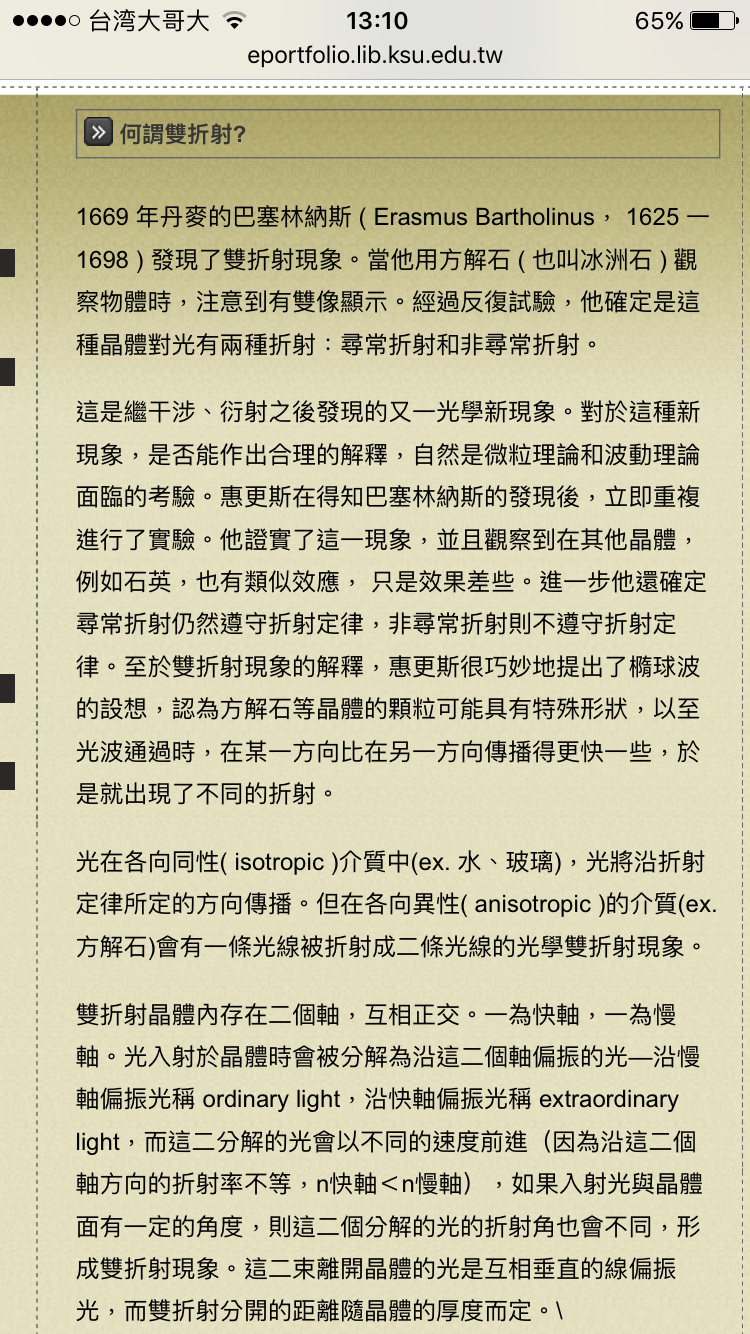 台湾大哥大 13:10 65%
eportfolio.lib.ksu.edu.tw
何謂雙折射?
1669 年丹麥的巴塞林納斯 ( Erasmus Bartholinus， 1625 —
1698 ) 發現了雙折射現象。當他用方解石 ( 也叫冰洲石 ) 觀
察物體時，注意到有雙像顯示。經過反復試驗，他確定是這
種晶體對光有兩種折射：尋常折射和非尋常折射。
這是繼干涉、衍射之後發現的又一光學新現象。對於這種新
現象，是否能作出合理的解釋，自然是微粒理論和波動理論
面臨的考驗。惠更斯在得知巴塞林納斯的發現後，立即重複
進行了實驗。他證實了這一現象，並且觀察到在其他晶體，
例如石英，也有類似效應， 只是效果差些。進一步他還確定
尋常折射仍然遵守折射定律，非尋常折射則不遵守折射定
律。至於雙折射現象的解釋，惠更斯很巧妙地提出了橢球波
的設想，認為方解石等晶體的顆粒可能具有特殊形狀，以至
光波通過時，在某一方向比在另一方向傳播得更快一些，於
是就出現了不同的折射。
光在各向同性( isotropic )介質中(ex. 水、玻璃)，光將沿折射
定律所定的方向傳播。但在各向異性( anisotropic )的介質(ex.
方解石)會有一條光線被折射成二條光線的光學雙折射現象。
雙折射晶體內存在二個軸，互相正交。一為快軸，一為慢
軸。光入射於晶體時會被分解為沿這二個軸偏振的光—沿慢
軸偏振光稱 ordinary light，沿快軸偏振光稱 extraordinary
light，而這二分解的光會以不同的速度前進（因為沿這二個
軸方向的折射率不等，n快軸＜n慢軸），如果入射光與晶體
面有一定的角度，則這二個分解的光的折射角也會不同，形
成雙折射現象。這二束離開晶體的光是互相垂直的線偏振
光，而雙折射分開的距離隨晶體的厚度而定。\